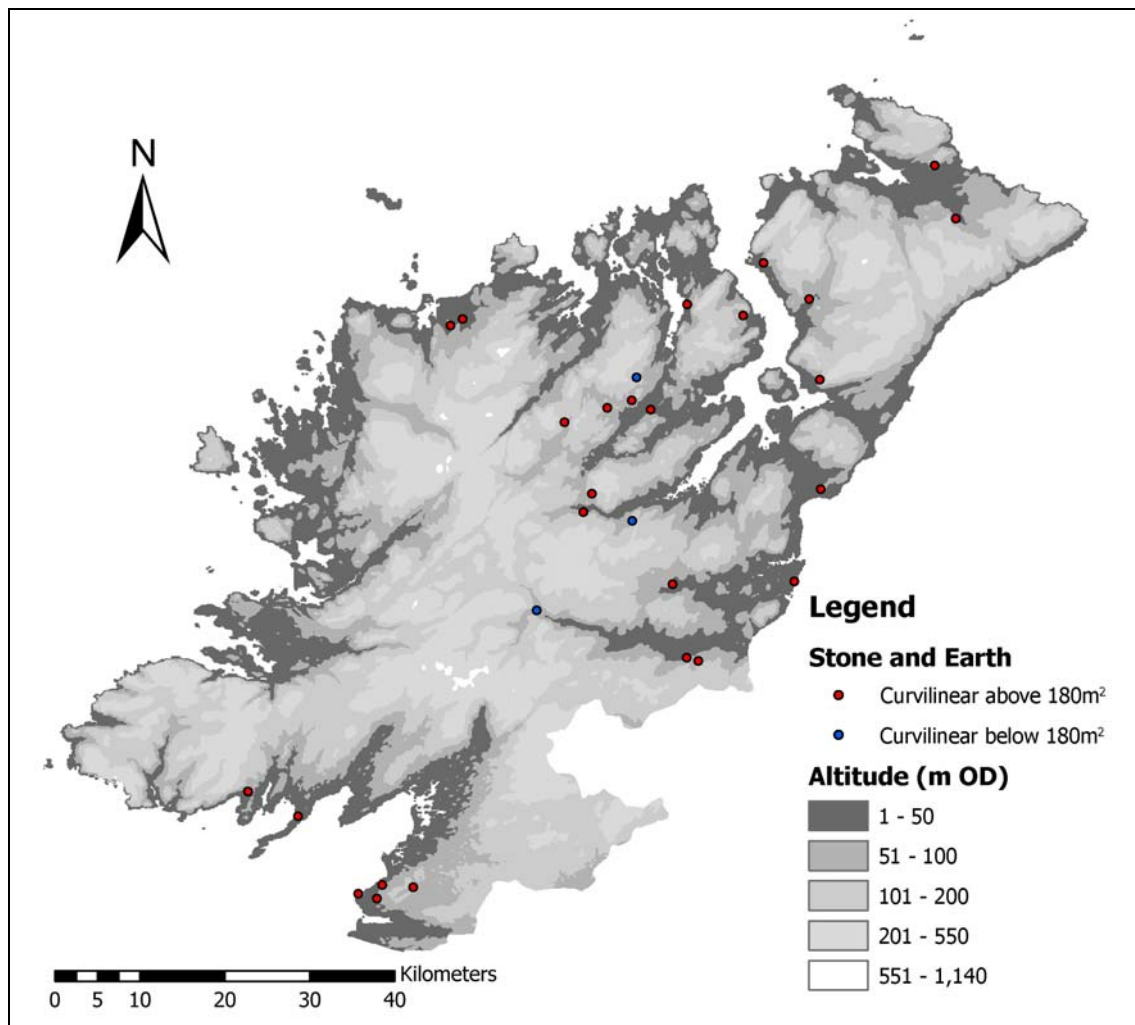 N
Legend
Stone and Earth
Curvilinear above 180m²
Curvilinear below 180m²
Altitude (m OD)
1 - 50
51 - 100
101 - 200
201 - 550
551 - 1,140
Kilometers
0 5 10 20 30 40